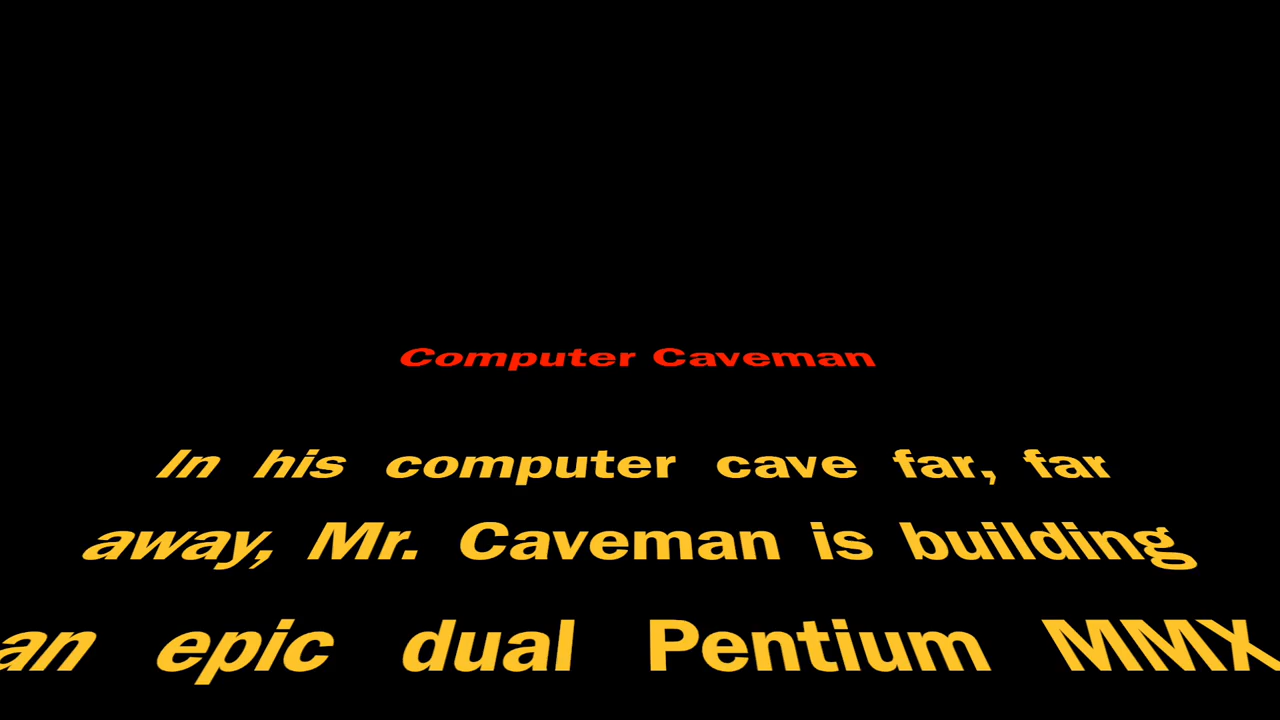 Computer Caveman
In his computer cave far, far
away, Mr. Caveman is building
an epic dual Pentium MMX